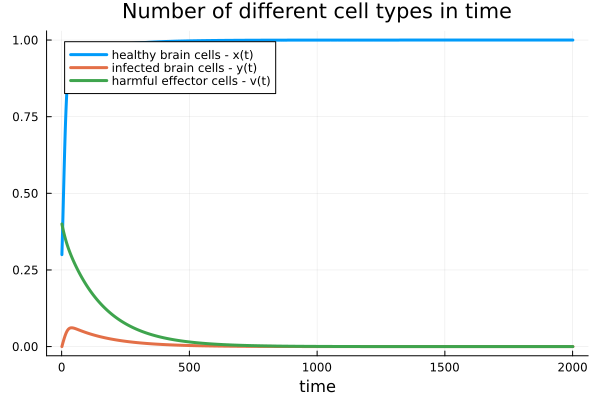 Number of different cell types in time
1.00
healthy brain cells - x(t)
infected brain cells - y(t)
harmful effector cells - v(t)
0.75
0.50
0.25
0.00
0 500 1000 1500 2000
time